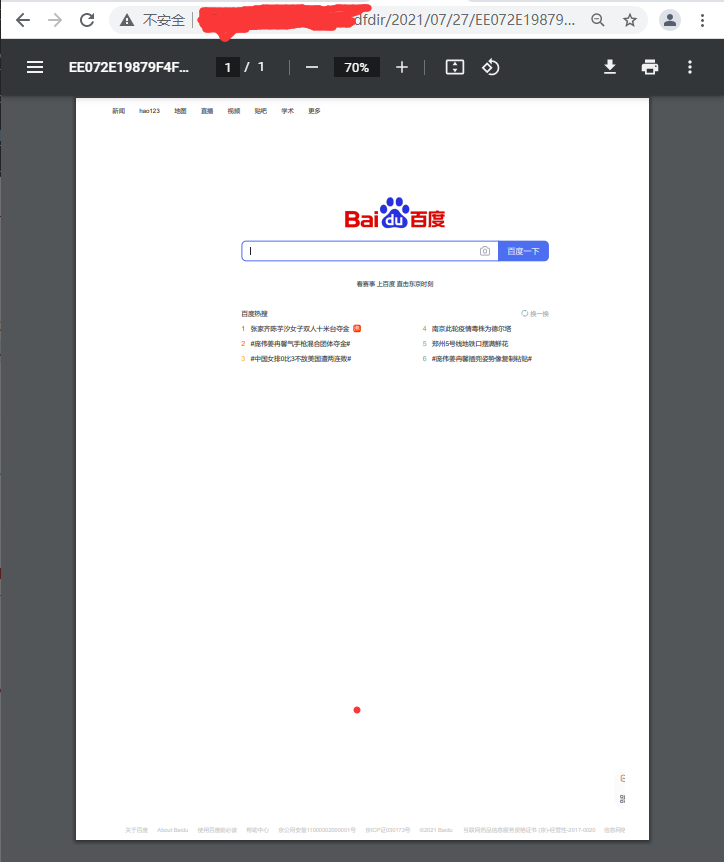 不安全 dfdir/2021/07/27/EE072E19879...
EE072E19879F4F... 1 / 1 70%
新闻 hao123 地图 直播 视频 贴吧 学术 更多
Bai du 百度
百度一下
看赛事 上百度 直击东京时刻
百度热搜 换一换
1 张家齐陈芋汐女子双人十米台夺金 热
4 南京此轮疫情毒株为德尔塔
2 #庞伟姜冉馨气手枪混合团体夺金#
5 郑州5号线地铁口摆满鲜花
3 #中国女排0比3不敌美国遭两连败#
6 #庞伟姜冉馨领奖姿势像复制粘贴#
关于百度 About Baidu 使用百度前必读 帮助中心 京公网安备11000002000001号 京ICP证030173号 ©2021 Baidu 互联网药品信息服务资格证书 (京)-经营性-2017-0020 信息网络